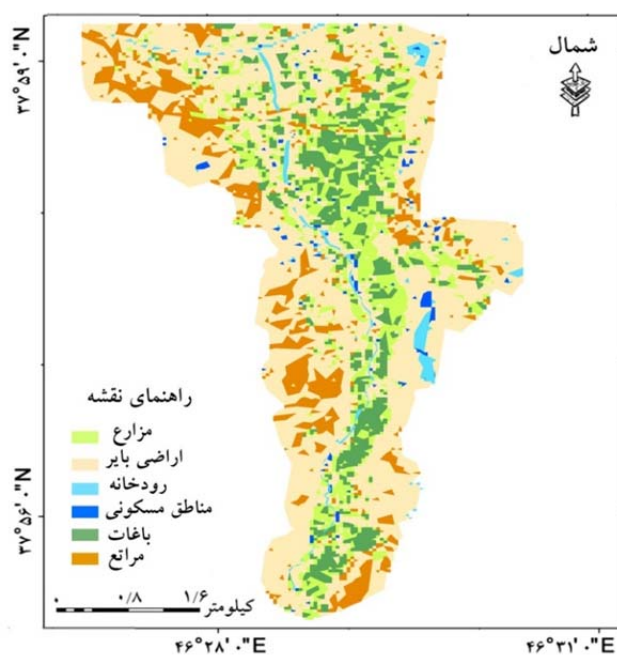 شمال
۳۷°۵۹'۰"N
راهنمای نقشه
مزارع
اراضی بایر
رودخانه
مناطق مسکونی
باغات
مراتع
۳۷°۵۶'۰"N
۰ ۰/۸ ۱/۶
کیلومتر
۴۶°۲۸'۰"E ۴۶°۳۱'۰"E